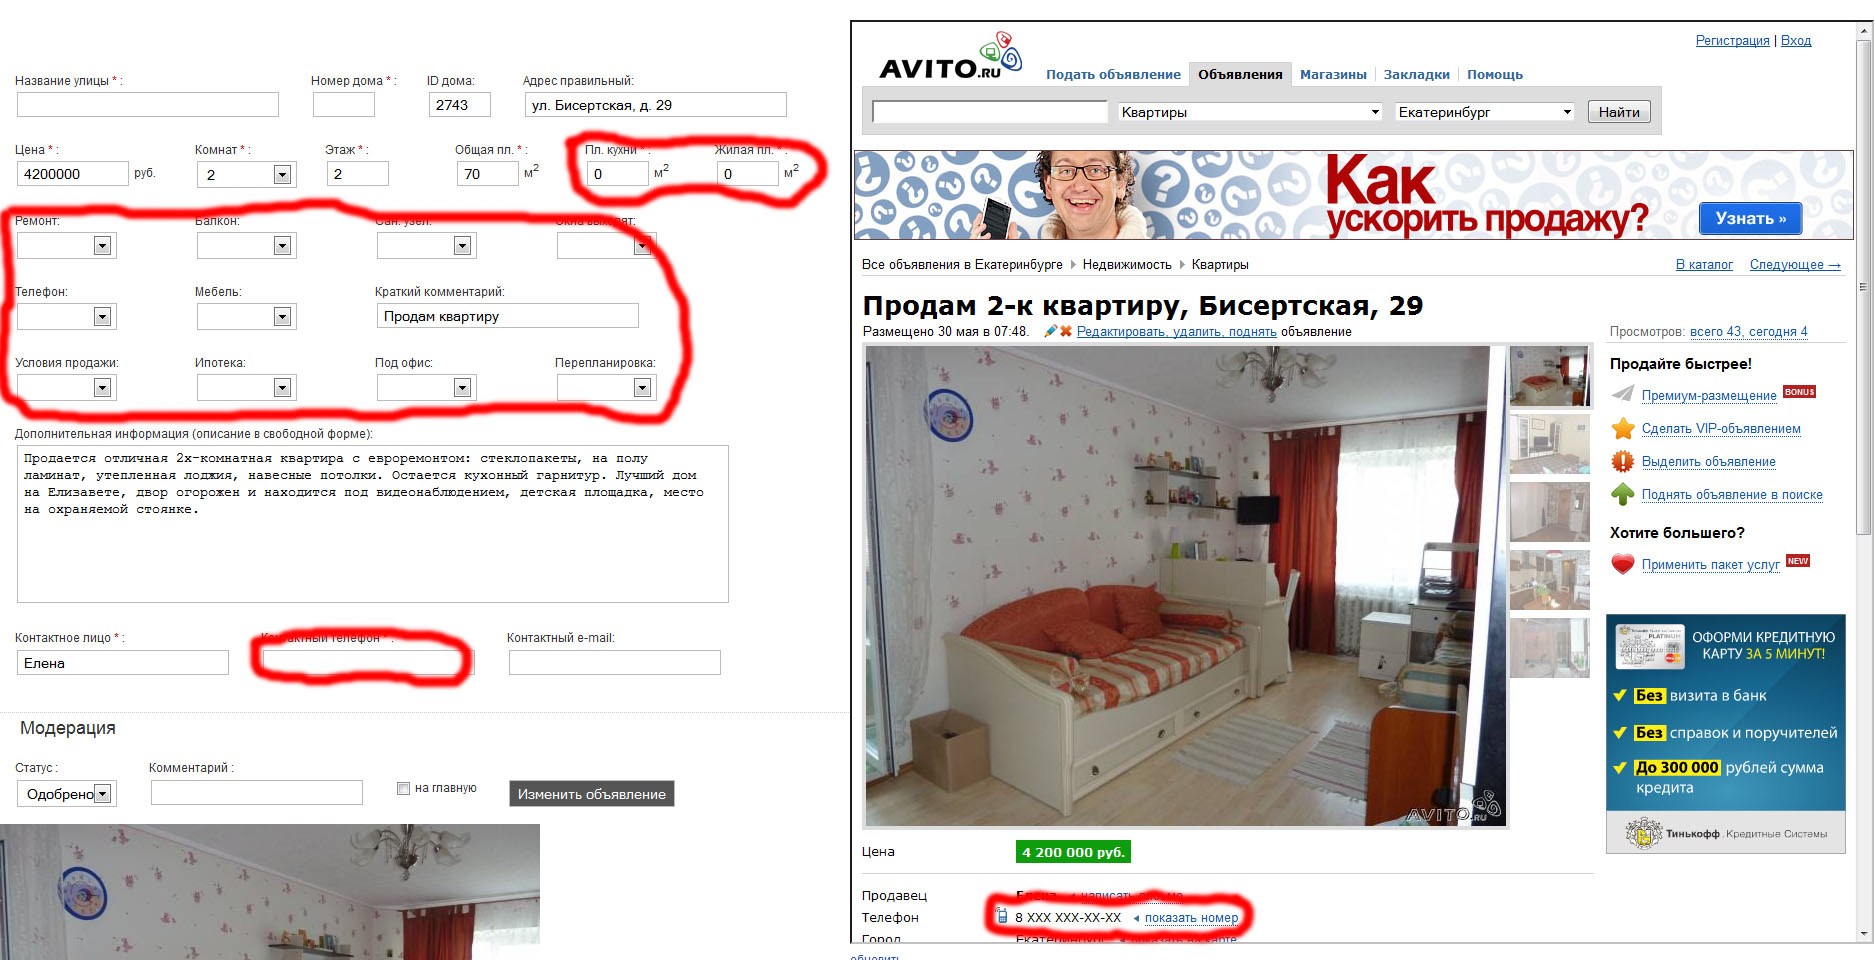 Название улицы * :
Номер дома * :
ID дома:
Адрес правильный:
2743
ул. Бисертская, д. 29
Цена * :
Комнат * :
Этаж * :
Общая пл. * :
Пл. кухни * :
Жилая пл. * :
4200000 руб.
2
2
70 м2
0 м2
0 м2
Ремонт:
Балкон:
Сан. узел:
Окна выходят:
Телефон:
Мебель:
Краткий комментарий:
Продам квартиру
Условия продажи:
Ипотека:
Под офис:
Перепланировка:
Дополнительная информация (описание в свободной форме):
Продается отличная 2х-комнатная квартира с евроремонтом: стеклопакеты, на полу
ламинат, утепленная лоджия, навесные потолки. Остается кухонный гарнитур. Лучший дом
на Елизавете, двор огорожен и находится под видеонаблюдением, детская площадка, место
на охраняемой стоянке.
Контактное лицо * :
Контактный телефон * :
Контактный e-mail:
Елена
Модерация
Статус :
Комментарий :
Одобрено
на главную
Изменить объявление
Регистрация | Вход
AVITO.RU
Подать объявление
Объявления
Магазины
Закладки
Помощь
Квартиры
Екатеринбург
Найти
Как
ускорить продажу?
Узнать »
Все объявления в Екатеринбурге
Недвижимость
Квартиры
В каталог
Следующее →
Продам 2-к квартиру, Бисертская, 29
Размещено 30 мая в 07:48.
Редактировать, удалить, поднять объявление
Просмотров: всего 43, сегодня 4
Продайте быстрее!
Премиум-размещение BONUS
Сделать VIP-объявлением
Выделить объявление
Поднять объявление в поиске
Хотите большего?
Применить пакет услуг NEW
AVITO.RU
PLATINUM
ОФОРМИ КРЕДИТНУЮ
КАРТУ ЗА 5 МИНУТ!
Без визита в банк
Без справок и поручителей
До 300 000 рублей сумма
кредита
Тинькофф . Кредитные Системы
Цена
4 200 000 руб.
Продавец
Елена
написать письмо
Телефон
8 XXX XXX-XX-XX
показать номер
Город
Екатеринбург
показать на карте
обновить